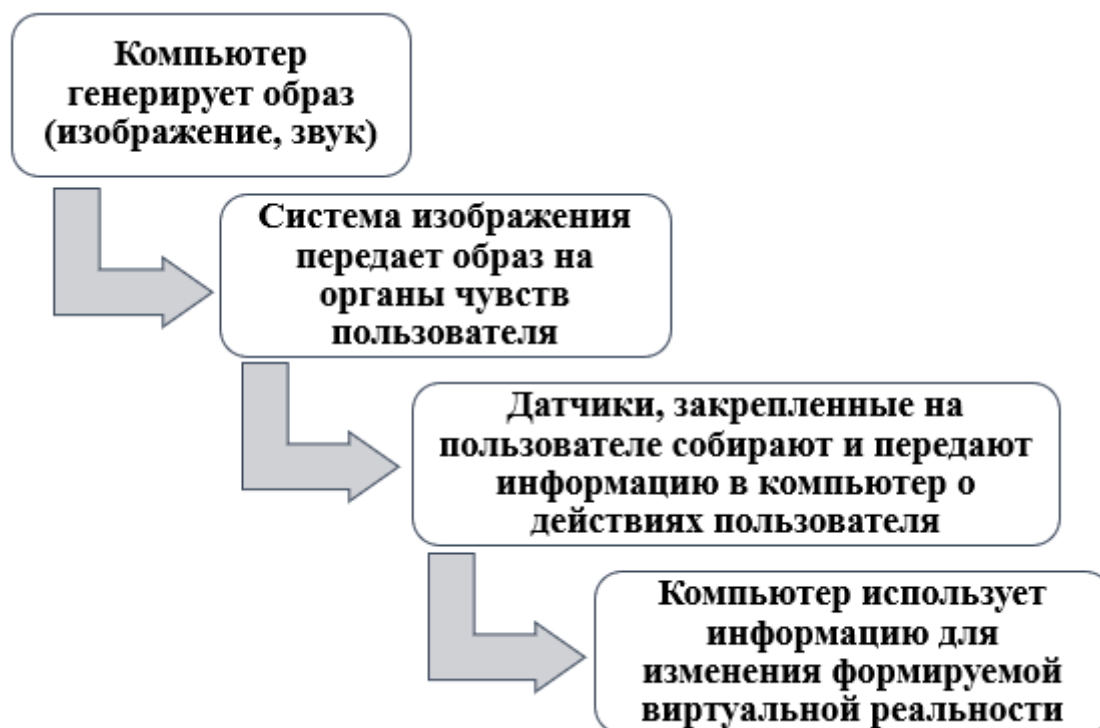 Компьютер
генерирует образ
(изображение, звук)
Система изображения
передает образ на
органы чувств
пользователя
Датчики, закрепленные на
пользователе собирают и передают
информацию в компьютер о
действиях пользователя
Компьютер использует
информацию для
изменения формируемой
виртуальной реальности